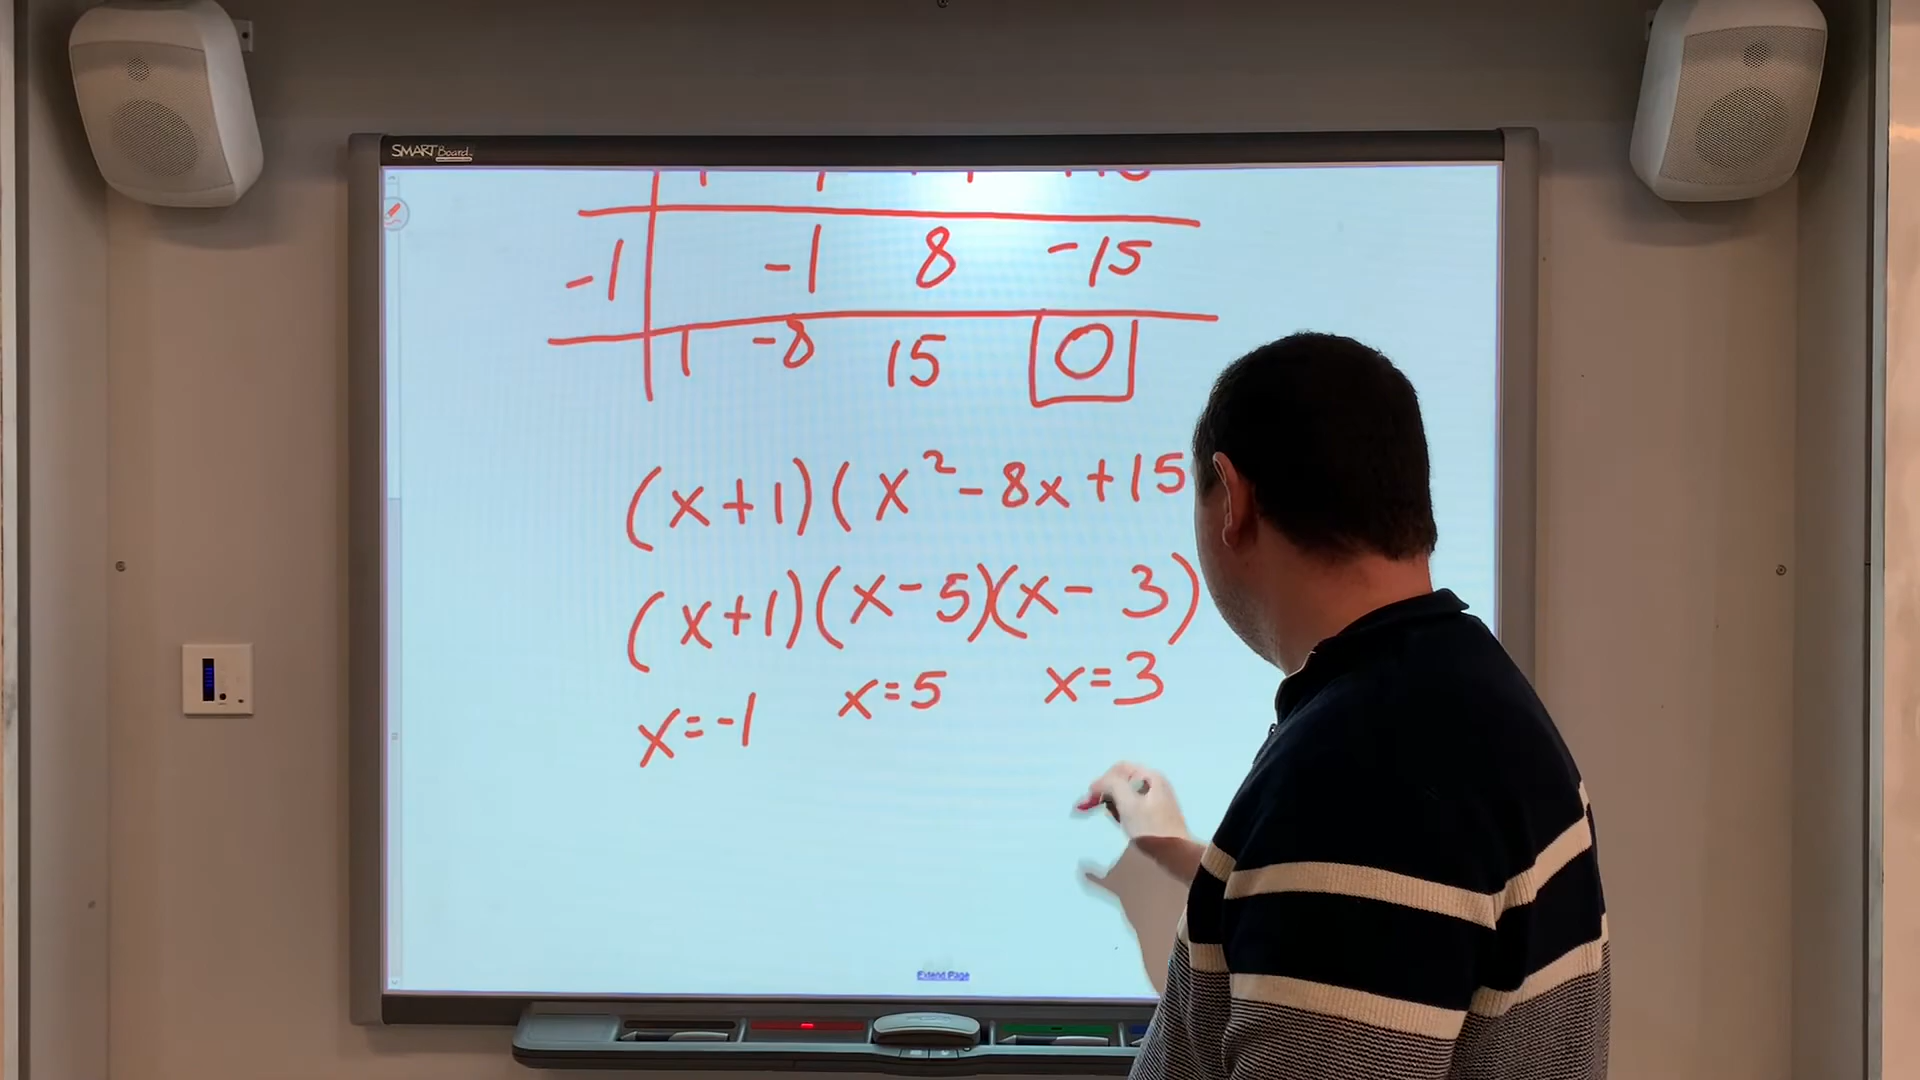 SMART Board
-1 -1 8 -15
1 -8 15 0
(x+1)(x²-8x+15
(x+1)(x-5)(x-3)
x=-1 x=5 x=3
Extend Page